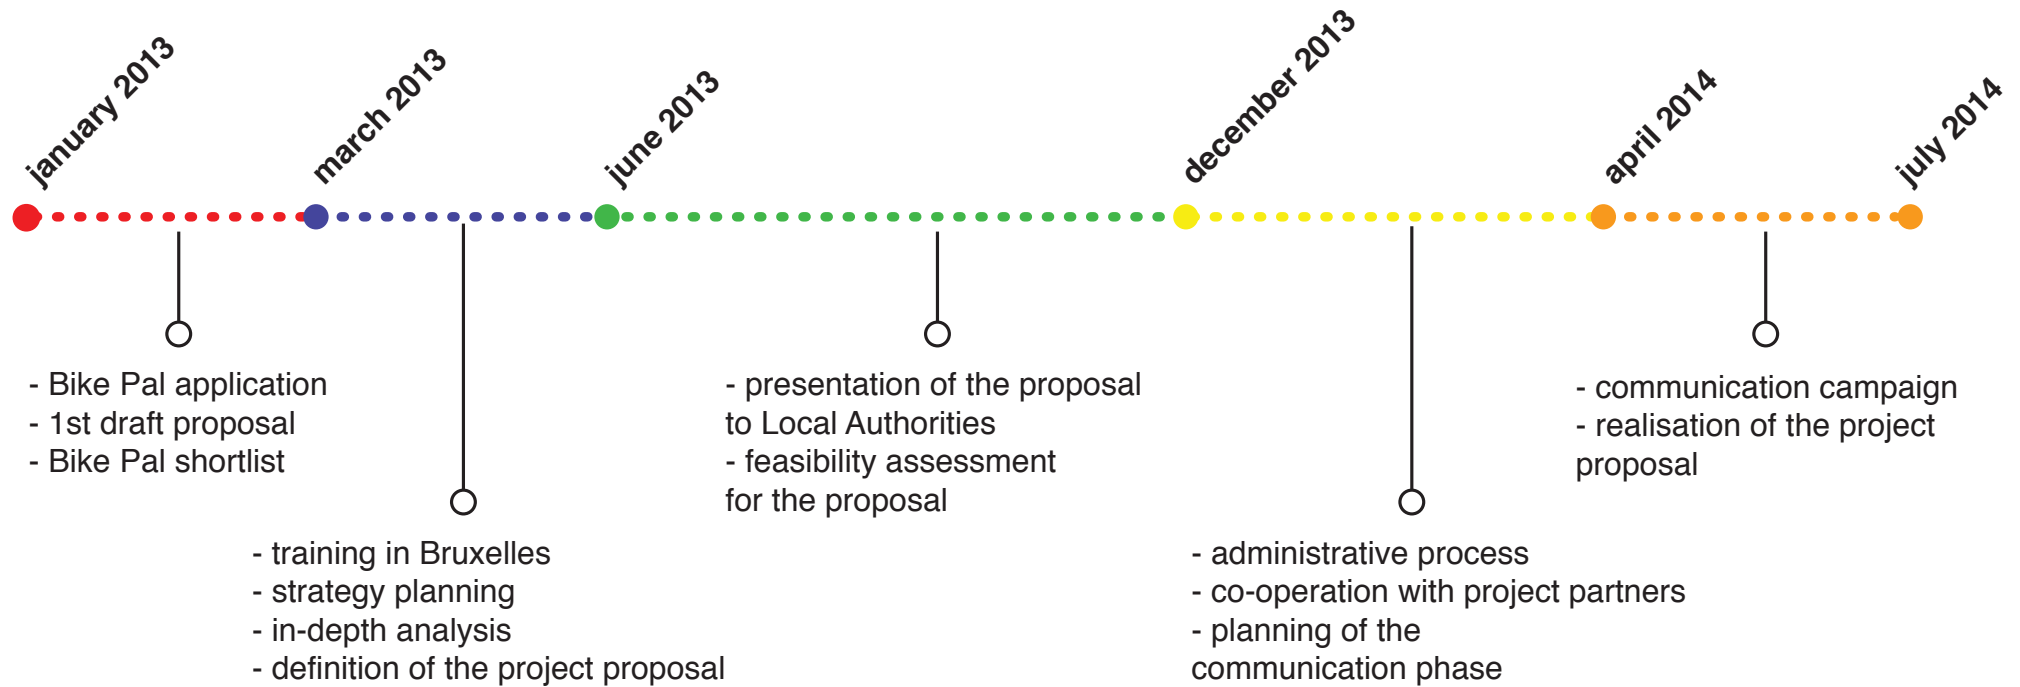 january 2013
march 2013
june 2013
december 2013
april 2014
july 2014
- Bike Pal application
- 1st draft proposal
- Bike Pal shortlist
- training in Bruxelles
- strategy planning
- in-depth analysis
- definition of the project proposal
- presentation of the proposal
to Local Authorities
- feasibility assessment
for the proposal
- administrative process
- co-operation with project partners
- planning of the
communication phase
- communication campaign
- realisation of the project
proposal